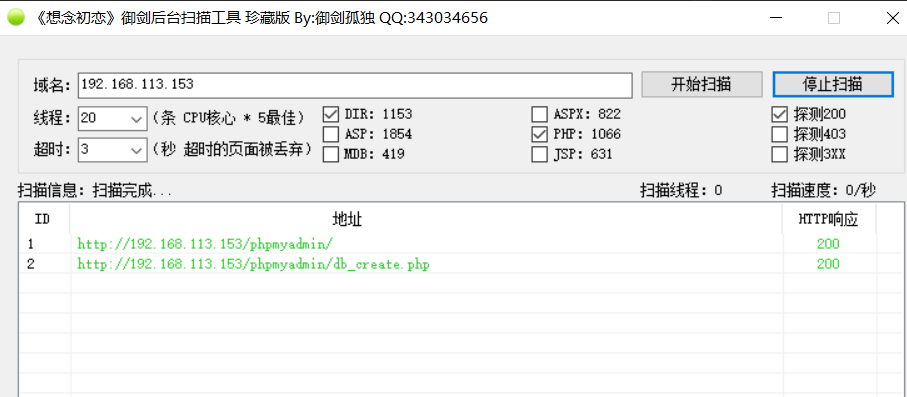 《想念初恋》御剑后台扫描工具 珍藏版 By:御剑孤独 QQ:343034656
域名: 192.168.113.153 开始扫描 停止扫描
线程: 20 (条 CPU核心 * 5最佳) DIR: 1153 ASPX: 822 探测200
ASP: 1854 PHP: 1066 探测403
超时: 3 (秒 超时的页面被丢弃) MDB: 419 JSP: 631 探测3XX
扫描信息: 扫描完成... 扫描线程: 0 扫描速度: 0/秒
ID 地址 HTTP响应
1 http://192.168.113.153/phpmyadmin/ 200
2 http://192.168.113.153/phpmyadmin/db_create.php 200